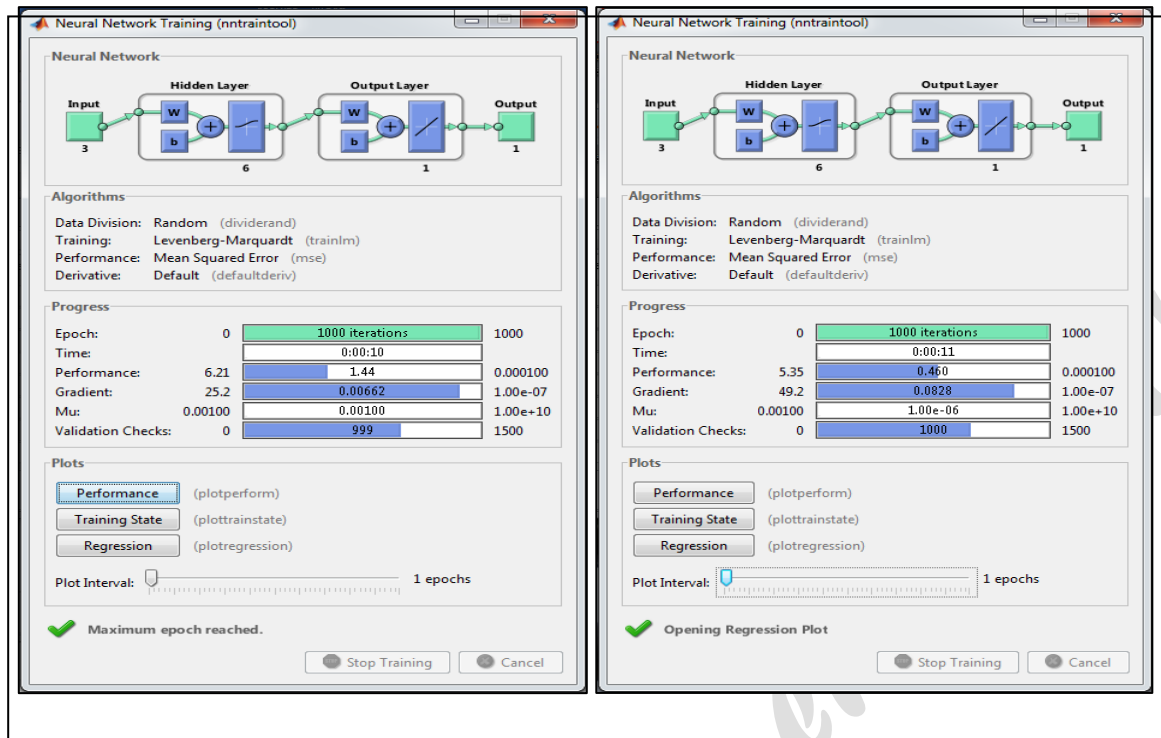 Neural Network Training (nntraintool)
Neural Network
Hidden Layer
Output Layer
Input
Output
W
b
+
W
b
+
3
6
1
1
Algorithms
Data Division: Random (dividerand)
Training: Levenberg-Marquardt (trainlm)
Performance: Mean Squared Error (mse)
Derivative: Default (defaultderiv)
Progress
Epoch: 0 1000 iterations 1000
Time: 0:00:10
Performance: 6.21 1.44 0.000100
Gradient: 25.2 0.00662 1.00e-07
Mu: 0.00100 0.00100 1.00e+10
Validation Checks: 0 999 1500
Plots
Performance (plotperform)
Training State (plottrainstate)
Regression (plotregression)
Plot Interval: 1 epochs
Maximum epoch reached.
Stop Training Cancel
Neural Network Training (nntraintool)
Neural Network
Hidden Layer
Output Layer
Input
Output
W
b
+
W
b
+
3
6
1
1
Algorithms
Data Division: Random (dividerand)
Training: Levenberg-Marquardt (trainlm)
Performance: Mean Squared Error (mse)
Derivative: Default (defaultderiv)
Progress
Epoch: 0 1000 iterations 1000
Time: 0:00:11
Performance: 5.35 0.460 0.000100
Gradient: 49.2 0.0828 1.00e-07
Mu: 0.00100 1.00e-06 1.00e+10
Validation Checks: 0 1000 1500
Plots
Performance (plotperform)
Training State (plottrainstate)
Regression (plotregression)
Plot Interval: 1 epochs
Opening Regression Plot
Stop Training Cancel